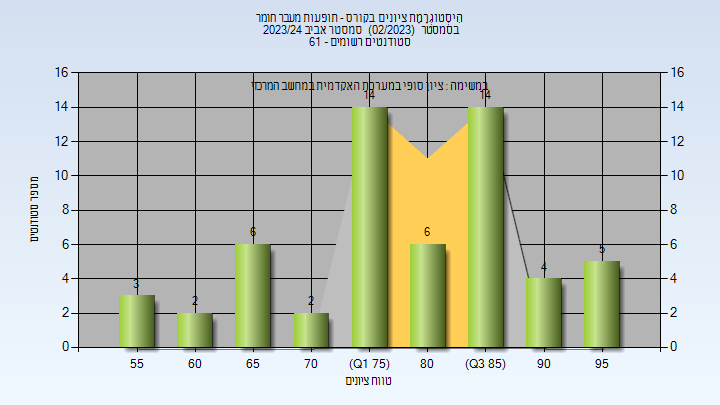 היסטוגרמת ציונים בקורס - תופעות מעבר חומר
בסמסטר (02/2023) סמסטר אביב 2023/24
סטודנטים רשומים - 61
במשימה : ציון סופי במערכת האקדמית במחשב המרכזי
מספר סטודנטים
16 16
14 14
12 12
10 10
8 8
6 6
4 4
2 2
0 0
3 2 6 2 14 6 14 4 5
55 60 65 70 (Q1 75) 80 (Q3 85) 90 95
טווח ציונים